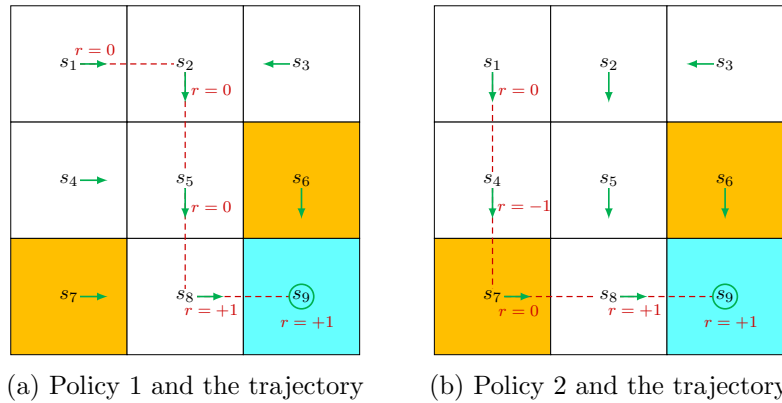 r = 0
s₁ s₂ s₃
r = 0
s₄ s₅ s₆
r = 0
s₇ s₈ s₉
r = +1 r = +1
(a) Policy 1 and the trajectory
s₁ s₂ s₃
r = 0
s₄ s₅ s₆
r = −1
s₇ s₈ s₉
r = 0 r = +1 r = +1
(b) Policy 2 and the trajectory